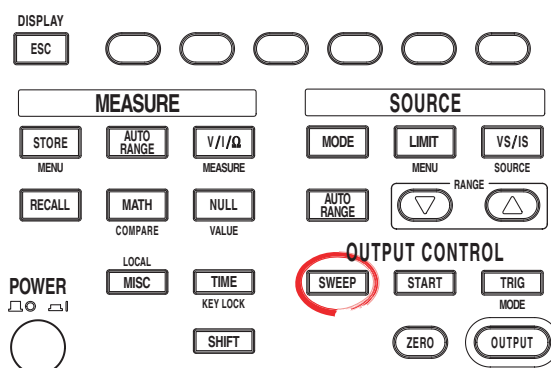 DISPLAY
ESC
MEASURE
SOURCE
STORE AUTO RANGE V/I/Ω MODE LIMIT VS/IS
MENU MEASURE MENU SOURCE
RECALL MATH NULL AUTO RANGE RANGE
COMPARE VALUE
OUTPUT CONTROL
LOCAL
MISC TIME SWEEP START TRIG
KEY LOCK MODE
POWER
SHIFT ZERO OUTPUT